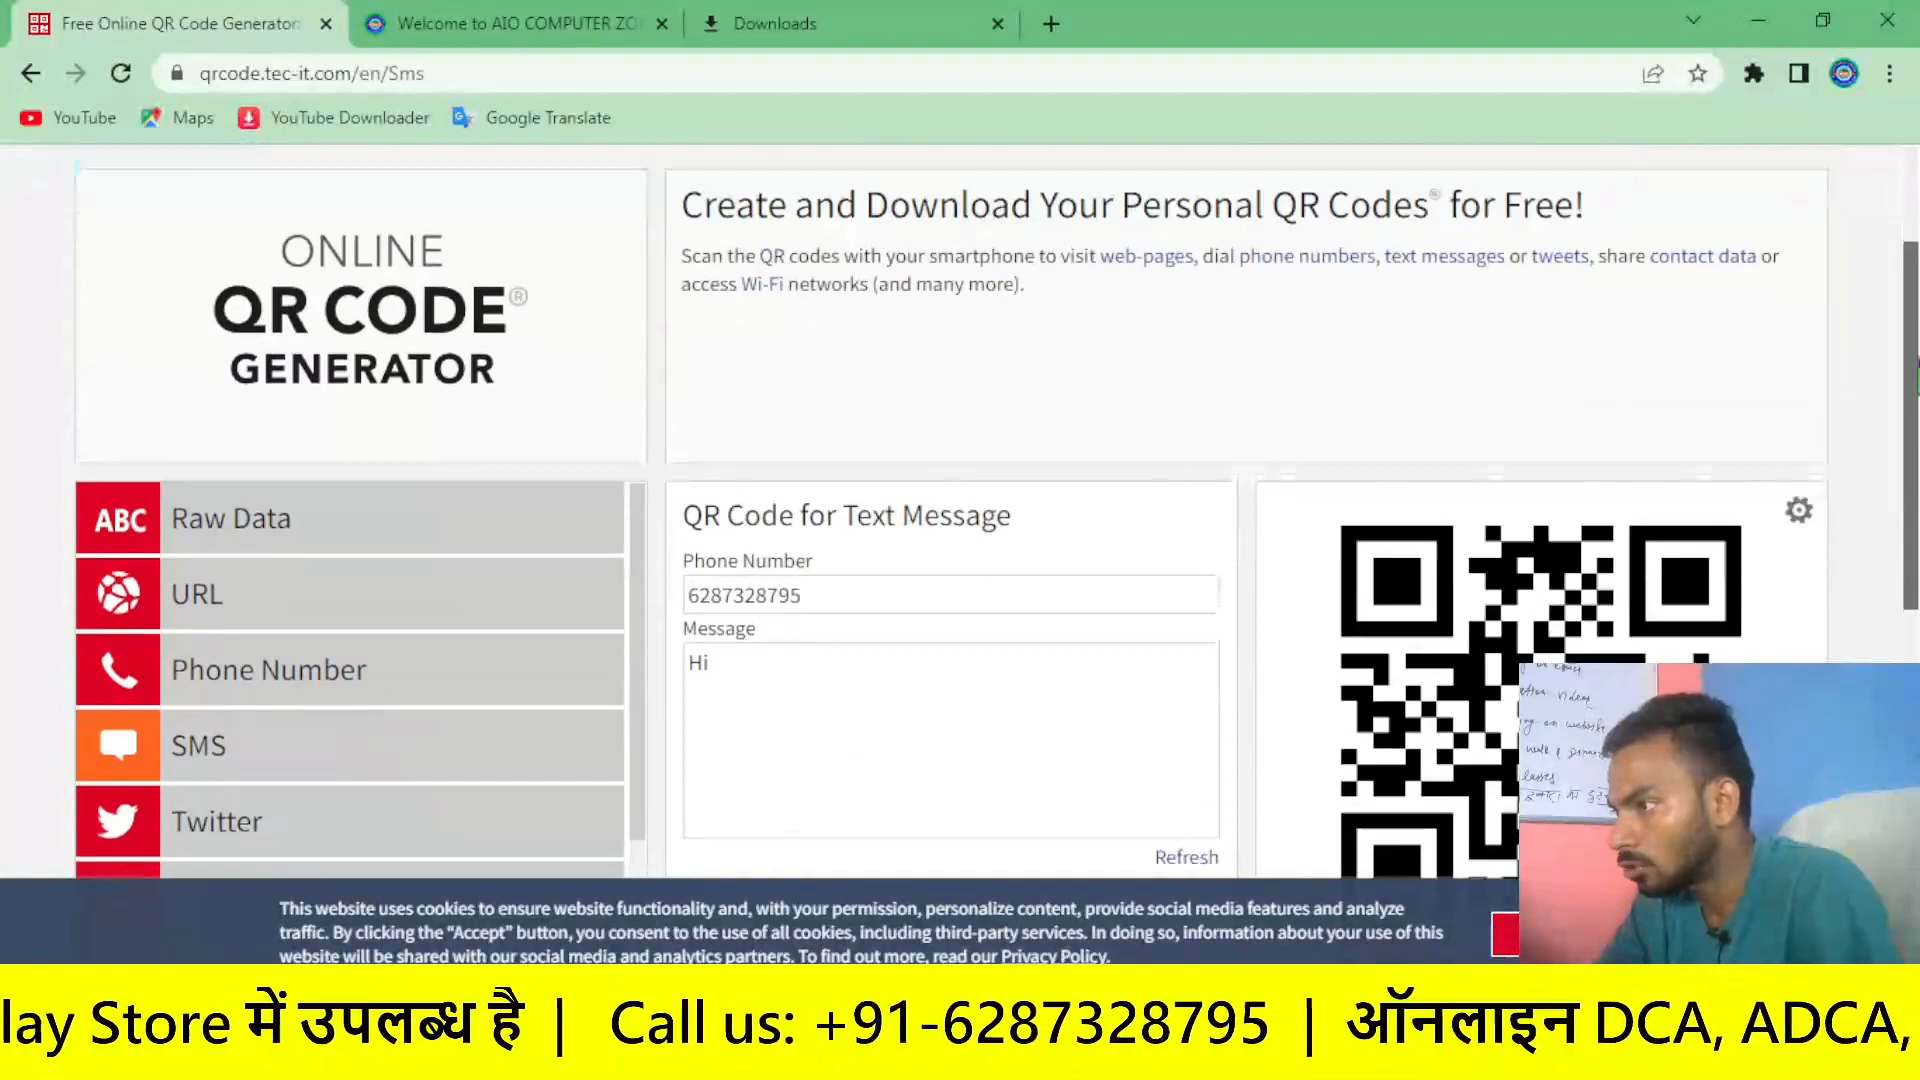 Free Online QR Code Generator
Welcome to AIO COMPUTER ZO
Downloads
qrcode.tec-it.com/en/Sms
YouTube
Maps
YouTube Downloader
Google Translate
ONLINE
QR CODE®
GENERATOR
Create and Download Your Personal QR Codes® for Free!
Scan the QR codes with your smartphone to visit web-pages, dial phone numbers, text messages or tweets, share contact data or
access Wi-Fi networks (and many more).
ABC Raw Data
URL
Phone Number
SMS
Twitter
QR Code for Text Message
Phone Number
6287328795
Message
Hi
Refresh
This website uses cookies to ensure website functionality and, with your permission, personalize content, provide social media features and analyze
traffic. By clicking the “Accept” button, you consent to the use of all cookies, including third-party services. In doing so, information about your use of this
website will be shared with our social media and analytics partners. To find out more, read our Privacy Policy.
lay Store में उपलब्ध है | Call us: +91-6287328795 | ऑनलाइन DCA, ADCA,